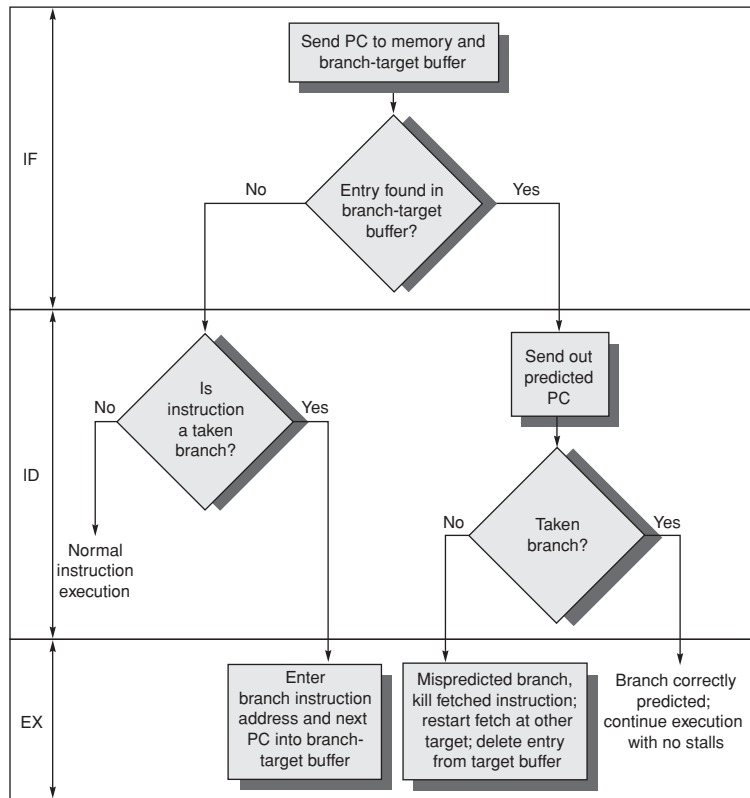 Send PC to memory and
branch-target buffer
IF
No
Entry found in
branch-target
buffer?
Yes
Send out
predicted
PC
Is
instruction
a taken
branch?
No
Yes
ID
No
Taken
branch?
Yes
Normal
instruction
execution
Enter
branch instruction
address and next
PC into branch-
target buffer
Mispredicted branch,
kill fetched instruction;
restart fetch at other
target; delete entry
from target buffer
Branch correctly
predicted;
continue execution
with no stalls
EX